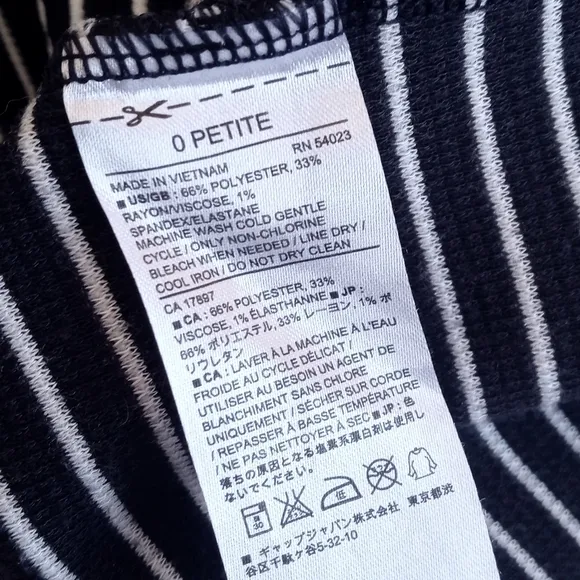 0 PETITE
MADE IN VIETNAM RN 54023
■ US/GB : 66% POLYESTER, 33%
RAYON/VISCOSE, 1%
SPANDEX/ELASTANE
MACHINE WASH COLD GENTLE
CYCLE / ONLY NON-CHLORINE
BLEACH WHEN NEEDED / LINE DRY /
COOL IRON / DO NOT DRY CLEAN
CA 17897
■ CA : 66% POLYESTER, 33%
VISCOSE, 1% ÉLASTHANNE ■ JP :
66% ポリエステル, 33% レーヨン, 1% ポ
リウレタン
■ CA : LAVER À LA MACHINE À L'EAU
FROIDE AU CYCLE DÉLICAT /
UTILISER AU BESOIN UN AGENT DE
BLANCHIMENT SANS CHLORE
UNIQUEMENT / SÉCHER SUR CORDE
/ REPASSER À BASSE TEMPÉRATURE
/ NE PAS NETTOYER À SEC ■ JP : 色
落ちの原因となる塩素系漂白剤は使用し
ないでください.
30
低
■ ギャップジャパン株式会社 東京都渋
谷区千駄ヶ谷5-32-10